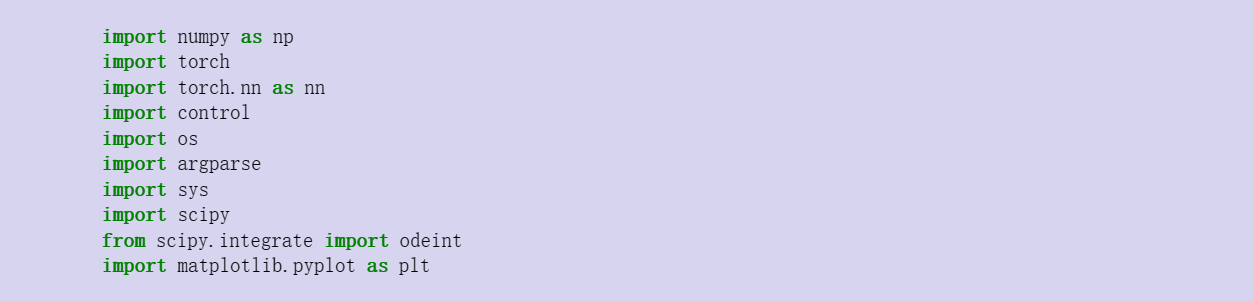 import numpy as np
import torch
import torch.nn as nn
import control
import os
import argparse
import sys
import scipy
from scipy.integrate import odeint
import matplotlib.pyplot as plt